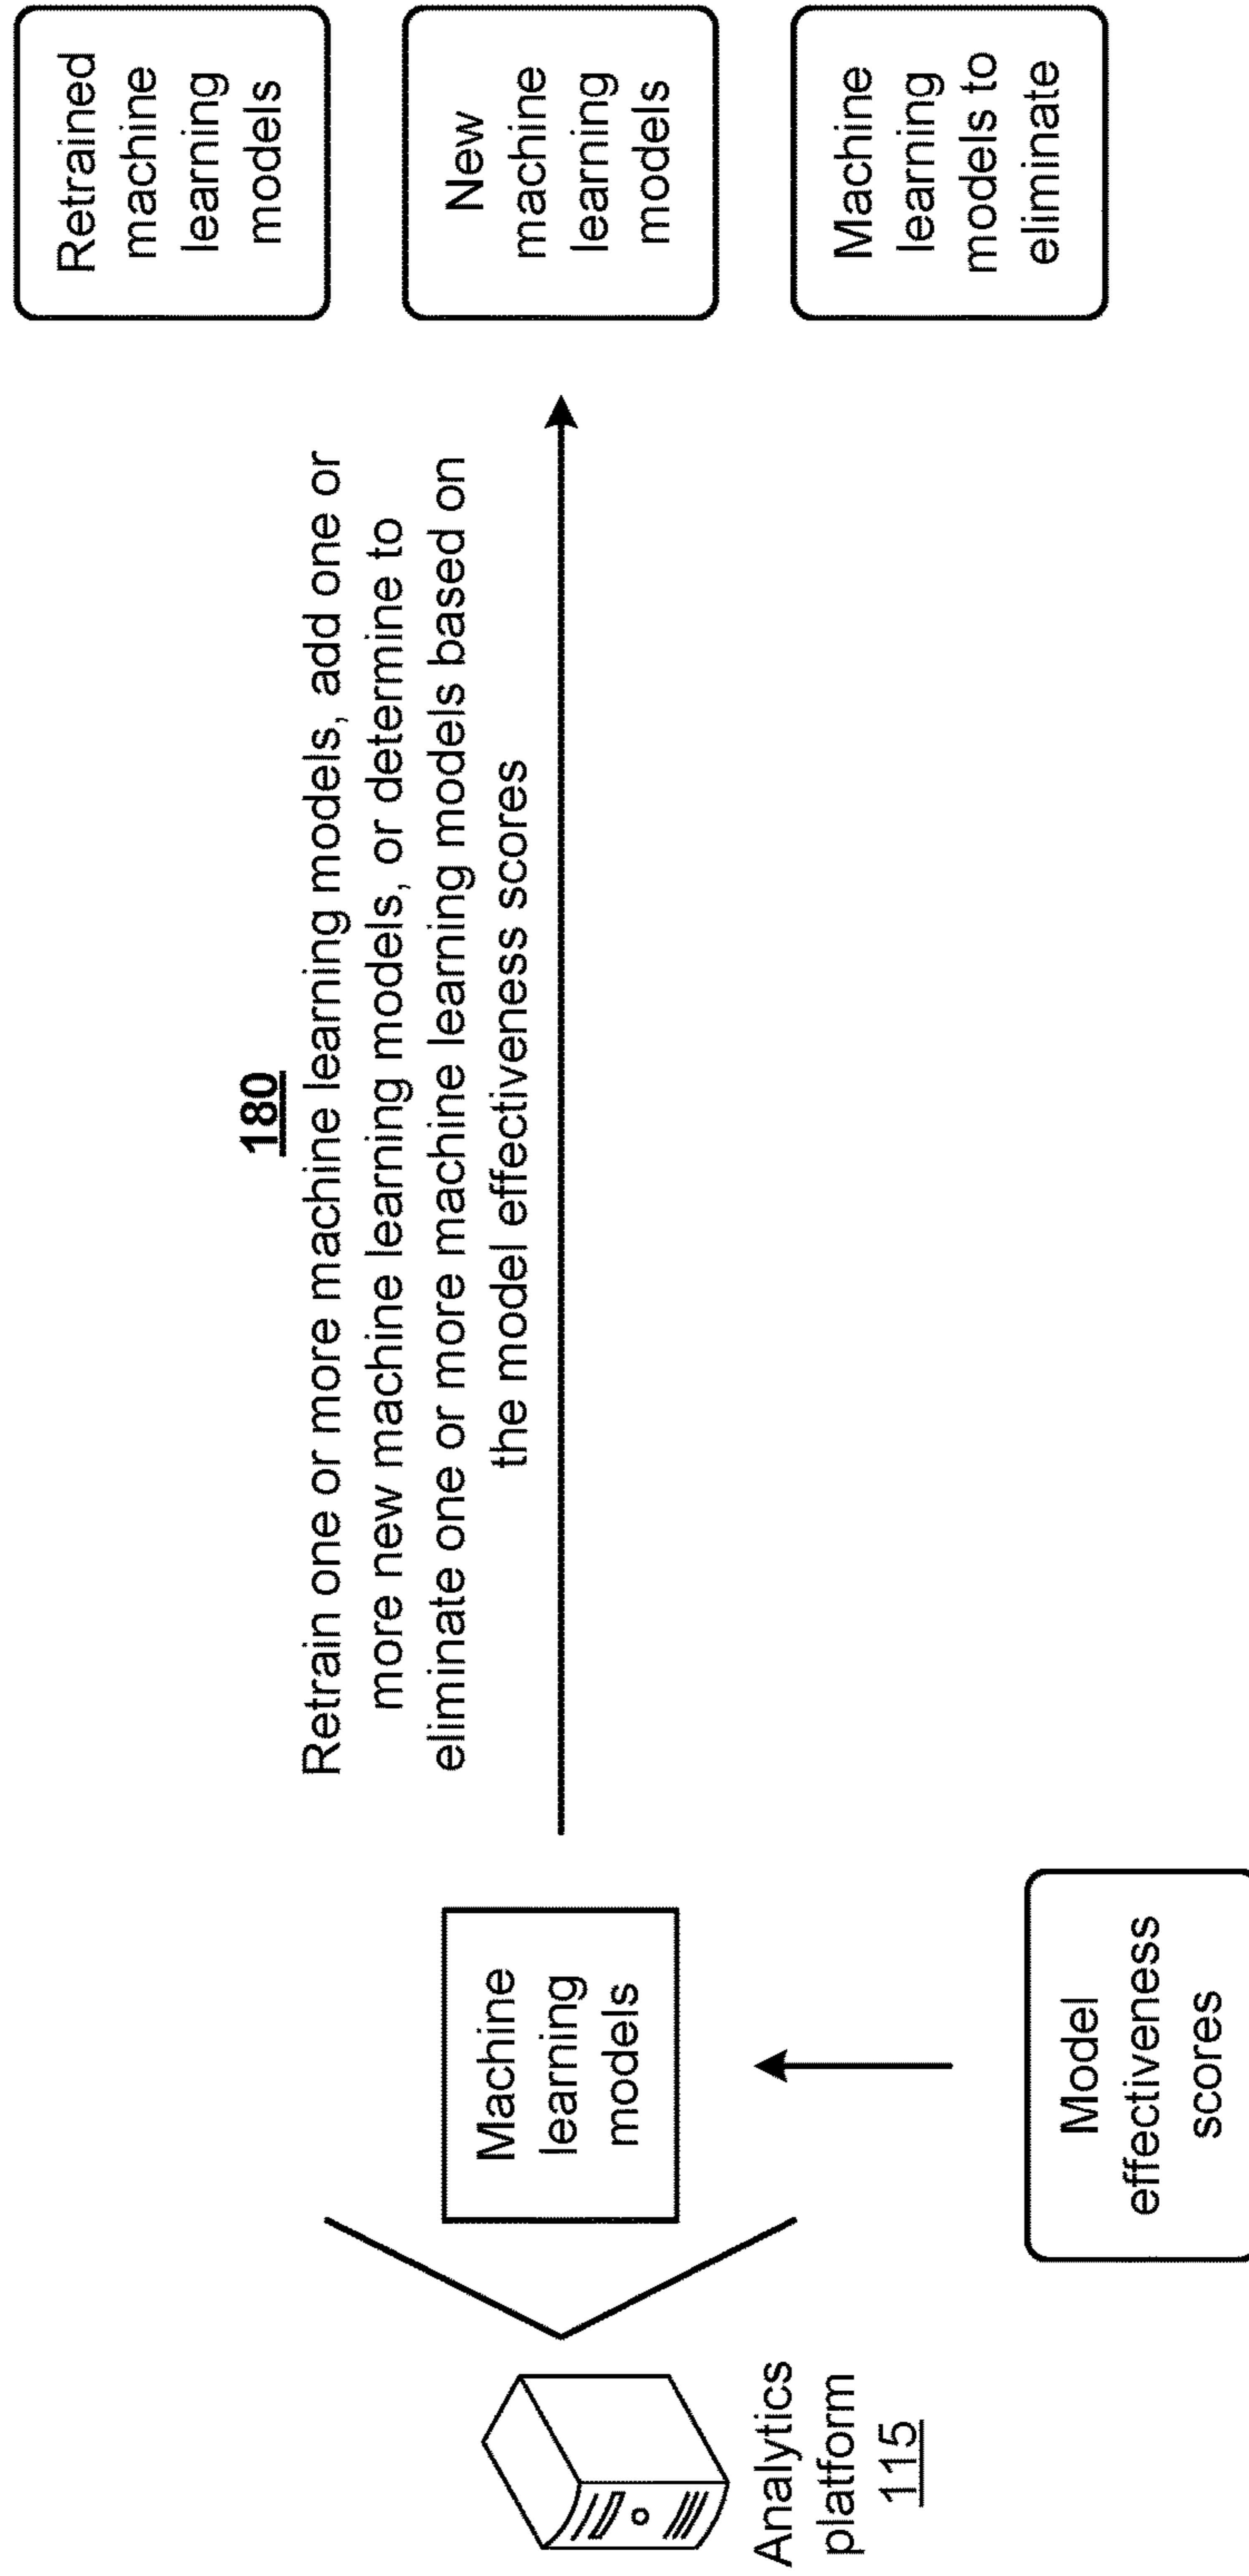 180
Retrain one or more machine learning models, add one or
more new machine learning models, or determine to
eliminate one or more machine learning models based on
the model effectiveness scores
Analytics
platform
115
Machine
learning
models
Model
effectiveness
scores
Retrained
machine
learning
models
New
machine
learning
models
Machine
learning
models to
eliminate